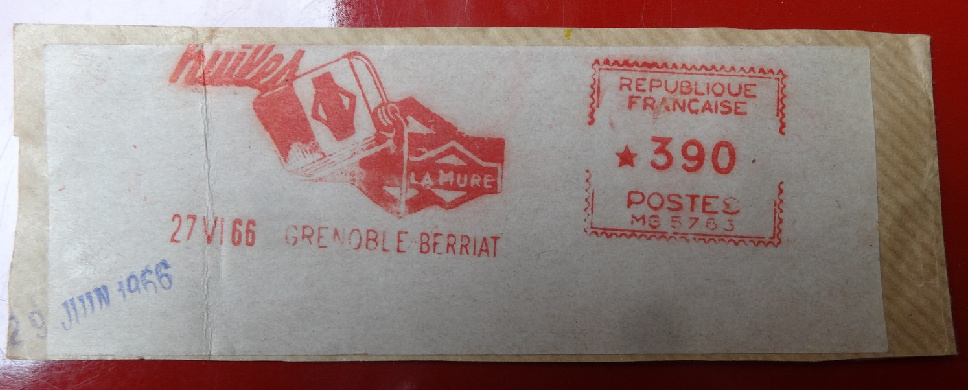 Huiles
LA MURE
27 VI 66 GRENOBLE-BERRIAT
REPUBLIQUE
FRANÇAISE
★ 390
POSTES
MG 5763
29 JUIN 1966